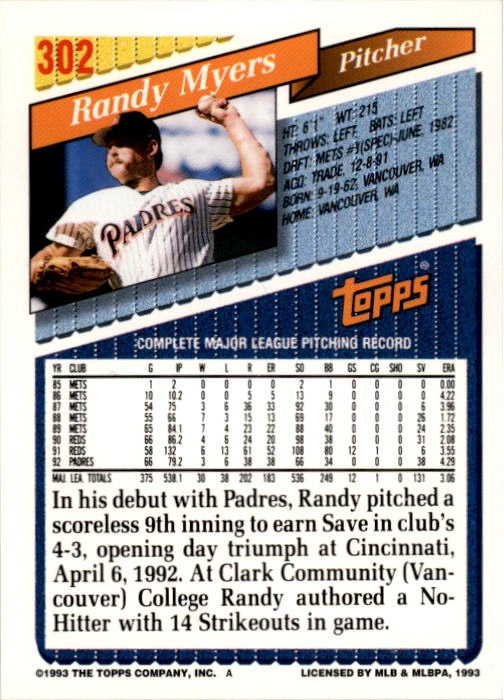 302
Randy Myers
Pitcher
PADRES
HT: 6'1" WT: 215
THROWS: LEFT BATS: LEFT
DRAFT: METS #1(SPEC)-JUNE, 1982
ACQ: TRADE, 12-8-91
BORN: 9-19-62, VANCOUVER, WA
HOME: VANCOUVER, WA
TOPPS®
COMPLETE MAJOR LEAGUE PITCHING RECORD
YR CLUB G IP W L R ER SO BB GS CG SHO SV ERA
85 METS 1 2 0 0 0 0 2 1 0 0 0 0 0.00
86 METS 10 10.2 0 0 5 5 13 9 0 0 0 0 4.22
87 METS 54 75 3 6 36 33 92 30 0 0 0 6 3.96
88 METS 55 66 7 3 15 13 69 17 0 0 0 26 1.72
89 METS 65 84.1 7 4 23 22 88 40 0 0 0 24 2.35
90 REDS 66 86.2 4 6 24 20 98 38 0 0 0 31 2.08
91 REDS 58 132 6 13 61 52 108 80 12 1 0 6 3.55
92 PADRES 66 79.2 3 6 38 38 66 34 0 0 0 38 4.29
MAJ. LEA. TOTALS 375 538.1 30 38 202 183 536 249 12 1 0 131 3.06
In his debut with Padres, Randy pitched a
scoreless 9th inning to earn Save in club's
4-3, opening day triumph at Cincinnati,
April 6, 1992. At Clark Community (Van-
couver) College Randy authored a No-
Hitter with 14 Strikeouts in game.
©1993 THE TOPPS COMPANY, INC. A
LICENSED BY MLB & MLBPA, 1993